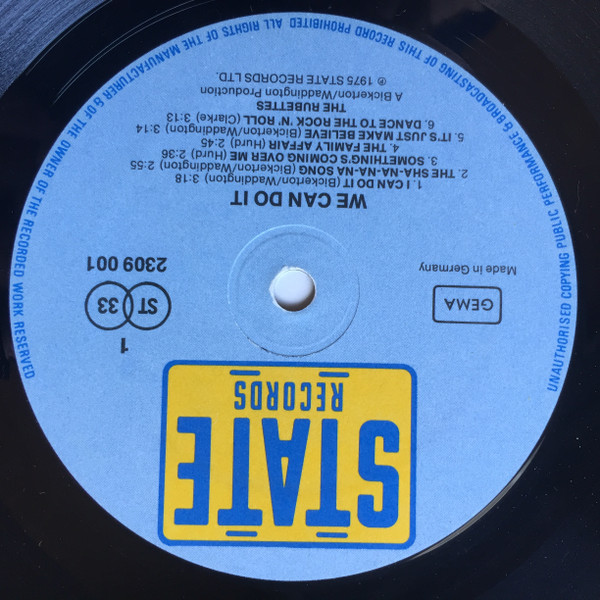 STATE
RECORDS
1
ST 33
GEMA
2309 001
Made in Germany
WE CAN DO IT
1. I CAN DO IT (Bickerton/Waddington) 3:18
2. THE SHA-NA-NA-NA SONG (Bickerton/Waddington) 2:55
3. SOMETHING'S COMING OVER ME (Hurd) 2:36
4. THE FAMILY AFFAIR (Hurd) 2:45
5. IT'S JUST MAKE BELIEVE (Bickerton/Waddington) 3:14
6. DANCE TO THE ROCK 'N' ROLL (Clarke) 3:13
THE RUBETTES
A Bickerton/Waddington Production
℗ 1975 STATE RECORDS LTD.
UNAUTHORISED COPYING PUBLIC PERFORMANCE & BROADCASTING OF THIS RECORD PROHIBITED ALL RIGHTS OF THE MANUFACTURER & OF THE OWNER OF THE RECORDED WORK RESERVED